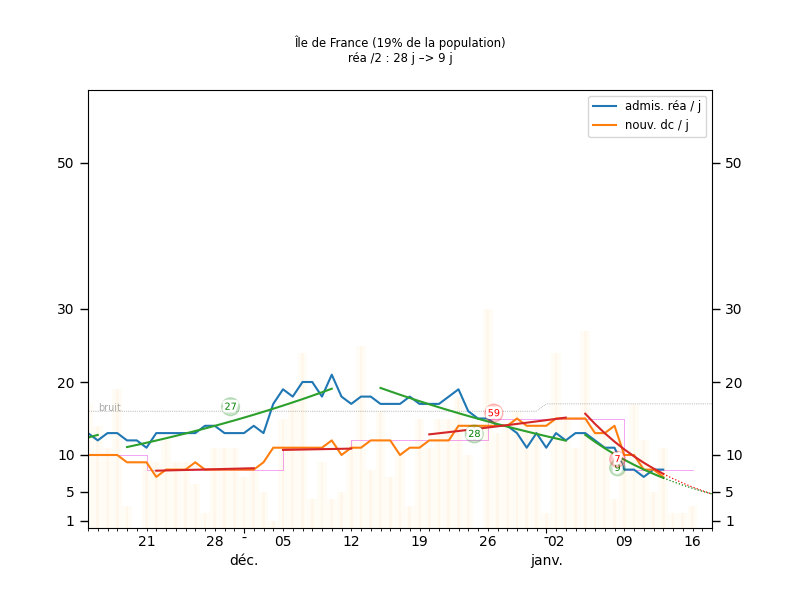 Île de France (19% de la population)
réa /2 : 28 j –> 9 j
admis. réa / j
nouv. dc / j
50 50
30 30
20 20
bruit
27
59
28
10 10
7
9
5 5
1 1
21 28 - 05 12 19 26 - 02 09 16
déc. janv.